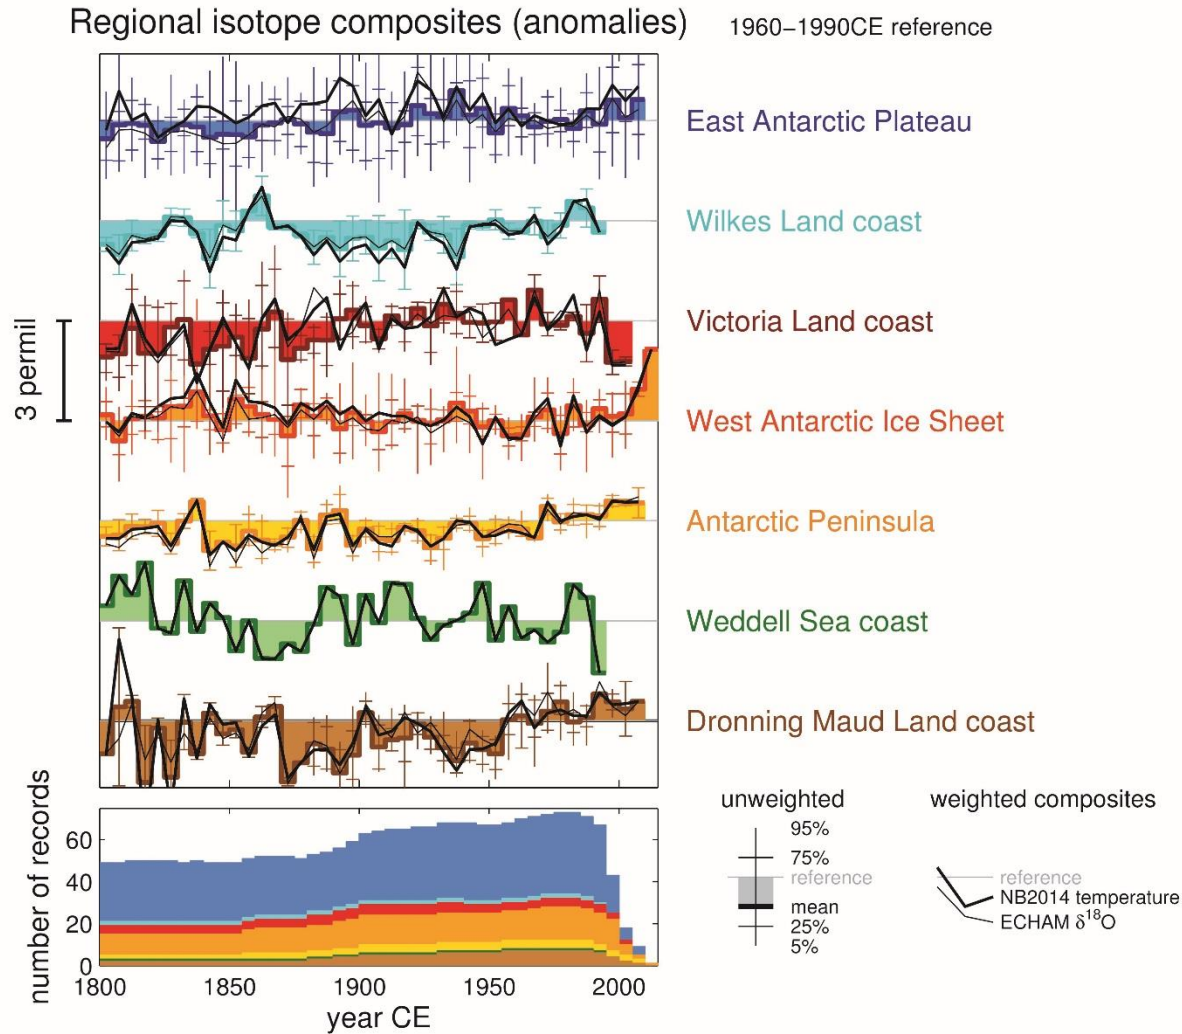 Regional isotope composites (anomalies) 1960–1990CE reference
East Antarctic Plateau
Wilkes Land coast
Victoria Land coast
3 permil
West Antarctic Ice Sheet
Antarctic Peninsula
Weddell Sea coast
Dronning Maud Land coast
number of records
60
40
20
0
1800 1850 1900 1950 2000
year CE
unweighted
95%
75%
reference
mean
25%
5%
weighted composites
reference
NB2014 temperature
ECHAM δ¹⁸O